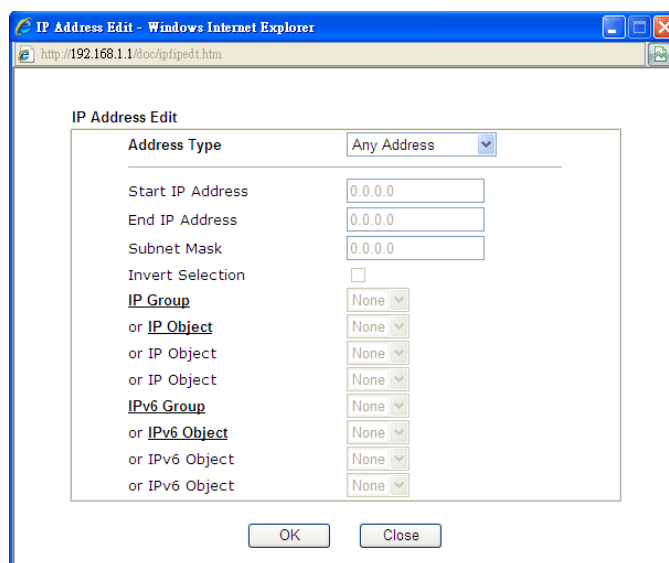 IP Address Edit - Windows Internet Explorer
http://192.168.1.1/doc/ipfipedt.htm
IP Address Edit
Address Type Any Address
Start IP Address 0.0.0.0
End IP Address 0.0.0.0
Subnet Mask 0.0.0.0
Invert Selection
IP Group None
or IP Object None
or IP Object None
or IP Object None
IPv6 Group None
or IPv6 Object None
or IPv6 Object None
or IPv6 Object None
OK Close